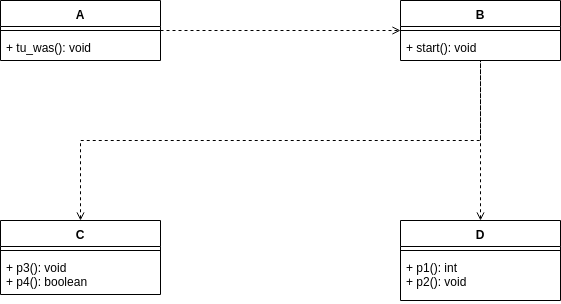 A
+ tu_was(): void
B
+ start(): void
C
+ p3(): void
+ p4(): boolean
D
+ p1(): int
+ p2(): void